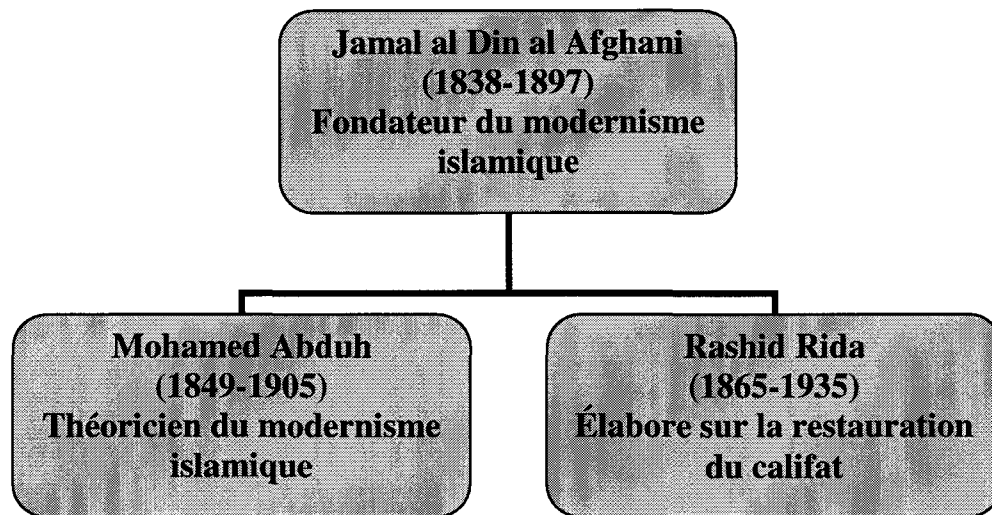 Jamal al Din al Afghani
(1838-1897)
Fondateur du modernisme
islamique
Mohamed Abduh
(1849-1905)
Théoricien du modernisme
islamique
Rashid Rida
(1865-1935)
Élabore sur la restauration
du califat